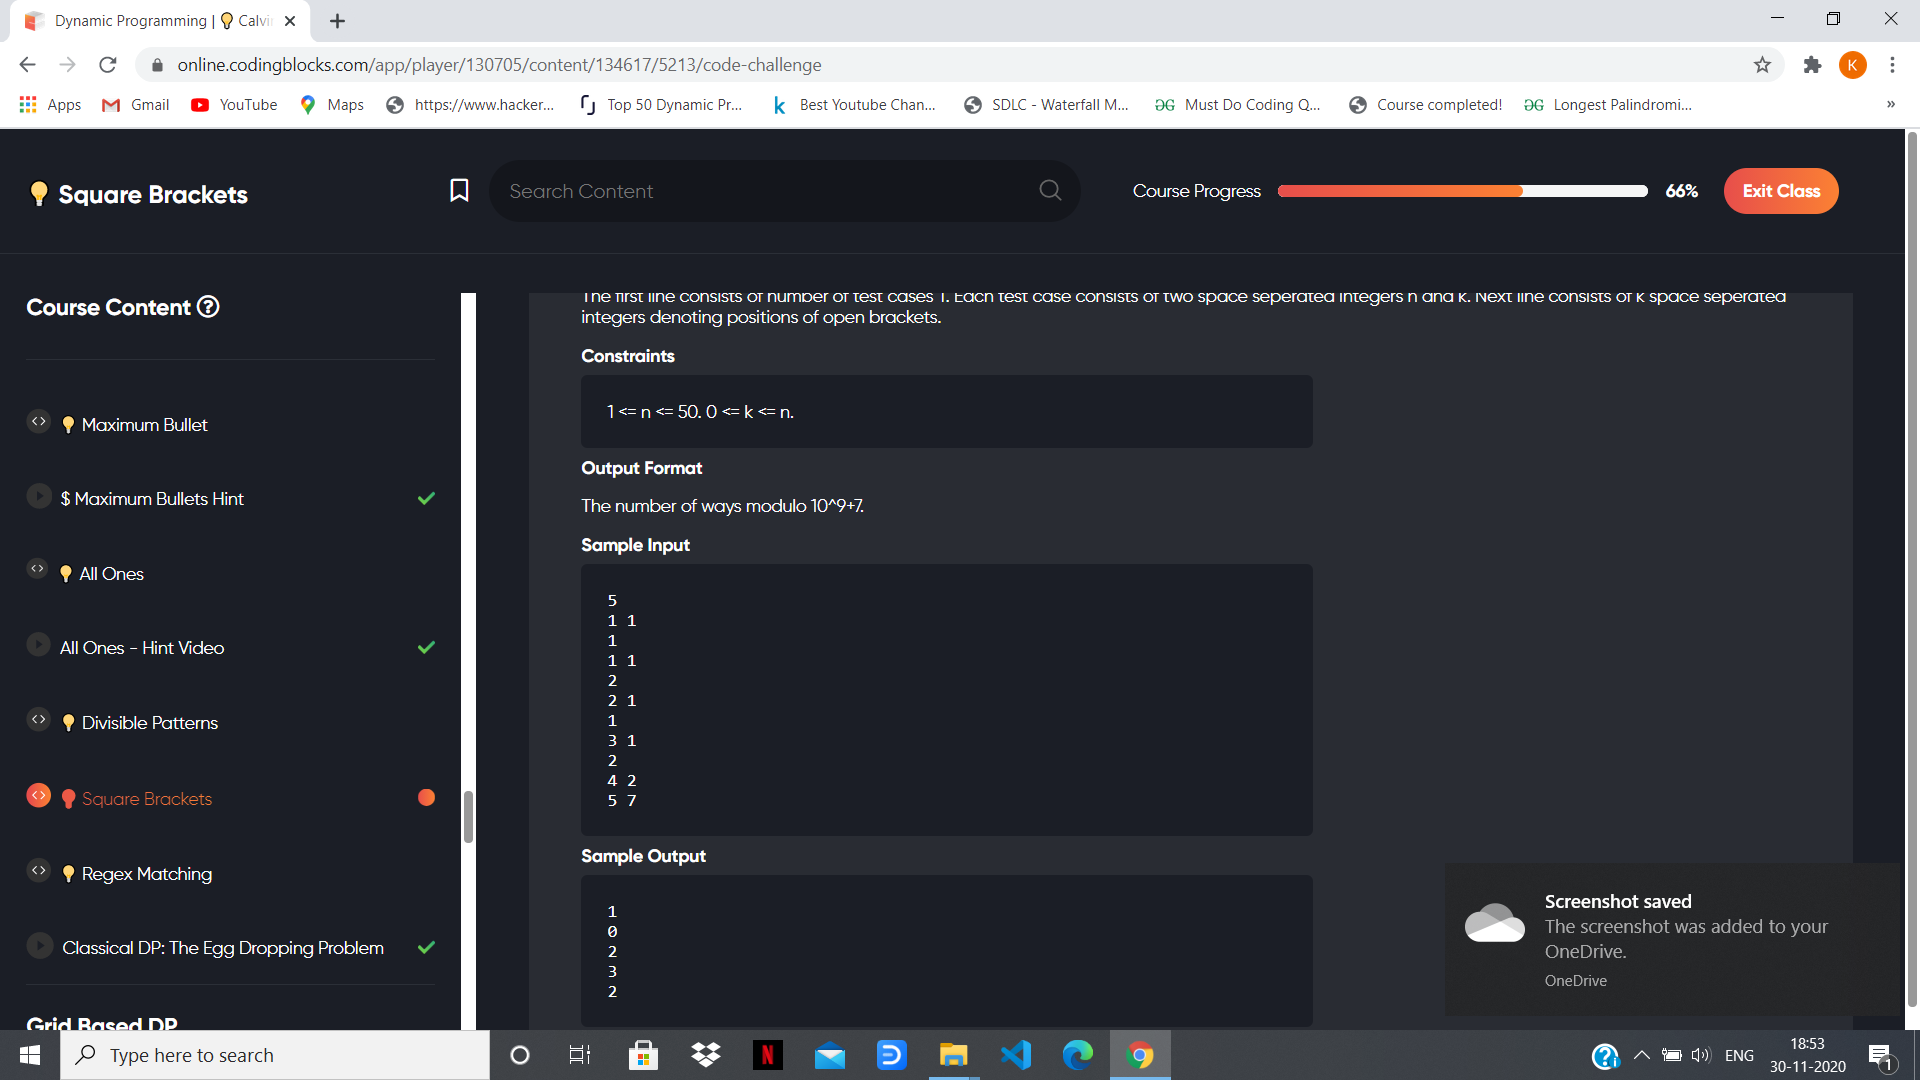 Dynamic Programming | 💡 Calvi
online.codingblocks.com/app/player/130705/content/134617/5213/code-challenge
K
Apps
Gmail
YouTube
Maps
https://www.hacker...
Top 50 Dynamic Pr...
Best Youtube Chan...
SDLC - Waterfall M...
Must Do Coding Q...
Course completed!
Longest Palindromi...
»
Square Brackets
Search Content
Course Progress
66%
Exit Class
Course Content
Maximum Bullet
$ Maximum Bullets Hint
All Ones
All Ones - Hint Video
Divisible Patterns
Square Brackets
Regex Matching
Classical DP: The Egg Dropping Problem
Grid Based DP
The first line consists of number of test cases T. Each test case consists of two space seperated integers n and k. Next line consists of k space seperated
integers denoting positions of open brackets.
Constraints
1 <= n <= 50. 0 <= k <= n.
Output Format
The number of ways modulo 10^9+7.
Sample Input
5
1 1
1
1 1
2
2 1
1
3 1
2
4 2
5 7
Sample Output
1
0
2
3
2
Screenshot saved
The screenshot was added to your
OneDrive.
OneDrive
Type here to search
ENG
18:53
30-11-2020
1